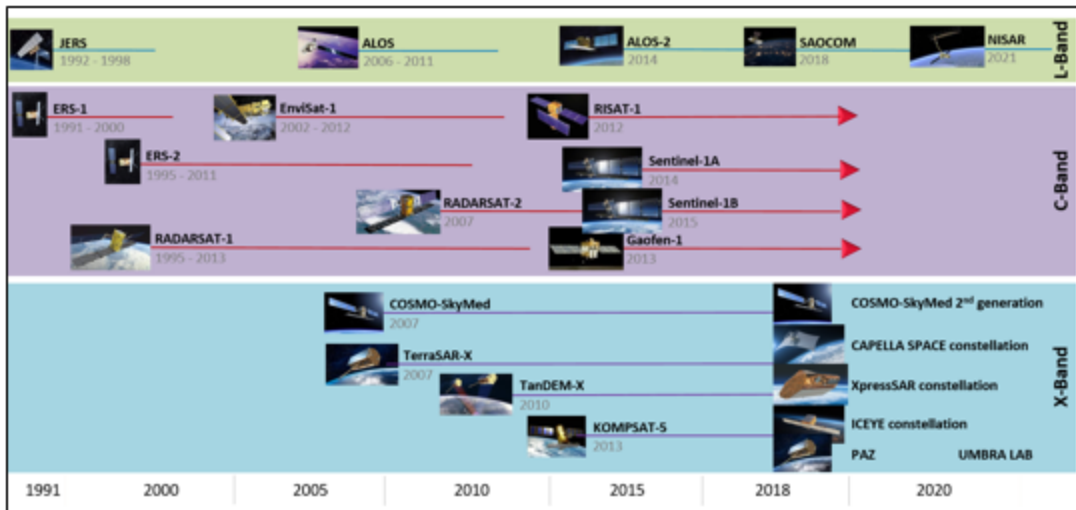 JERS
1992 - 1998
ALOS
2006 - 2011
ALOS-2
2014
SAOCOM
2018
NISAR
2021
L-Band
ERS-1
1991 - 2000
EnviSat-1
2002 - 2012
RISAT-1
2012
ERS-2
1995 - 2011
Sentinel-1A
2014
RADARSAT-2
2007
Sentinel-1B
2015
RADARSAT-1
1995 - 2013
Gaofen-1
2013
C-Band
COSMO-SkyMed
2007
COSMO-SkyMed 2nd generation
TerraSAR-X
2007
CAPELLA SPACE constellation
TanDEM-X
2010
XpressSAR constellation
KOMPSAT-5
2013
ICEYE constellation
PAZ UMBRA LAB
X-Band
1991 2000 2005 2010 2015 2018 2020